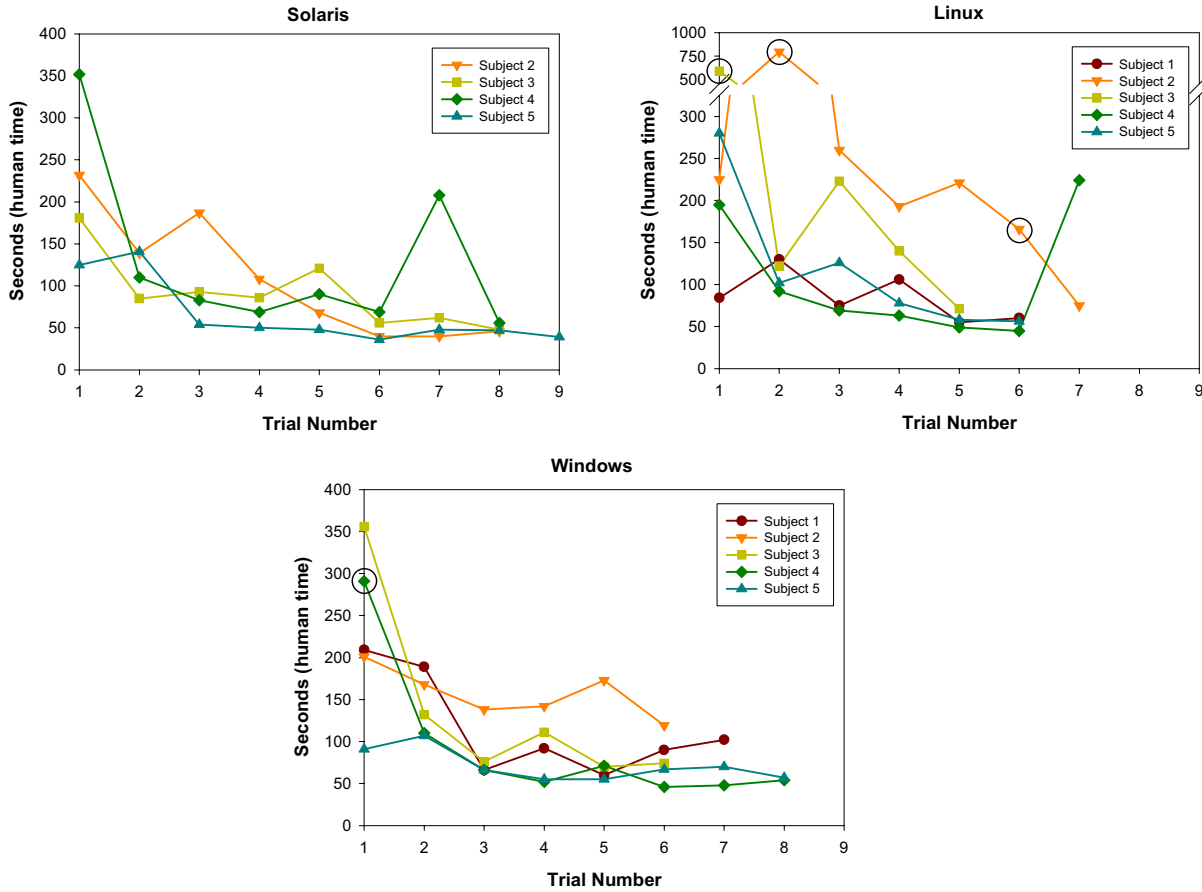 Solaris
400
350
300
250
200
150
100
50
0
Seconds (human time)
1 2 3 4 5 6 7 8 9
Trial Number
Subject 2
Subject 3
Subject 4
Subject 5
Linux
1000
750
500
300
250
200
150
100
50
0
Seconds (human time)
1 2 3 4 5 6 7 8 9
Trial Number
Subject 1
Subject 2
Subject 3
Subject 4
Subject 5
Windows
400
350
300
250
200
150
100
50
0
Seconds (human time)
1 2 3 4 5 6 7 8 9
Trial Number
Subject 1
Subject 2
Subject 3
Subject 4
Subject 5